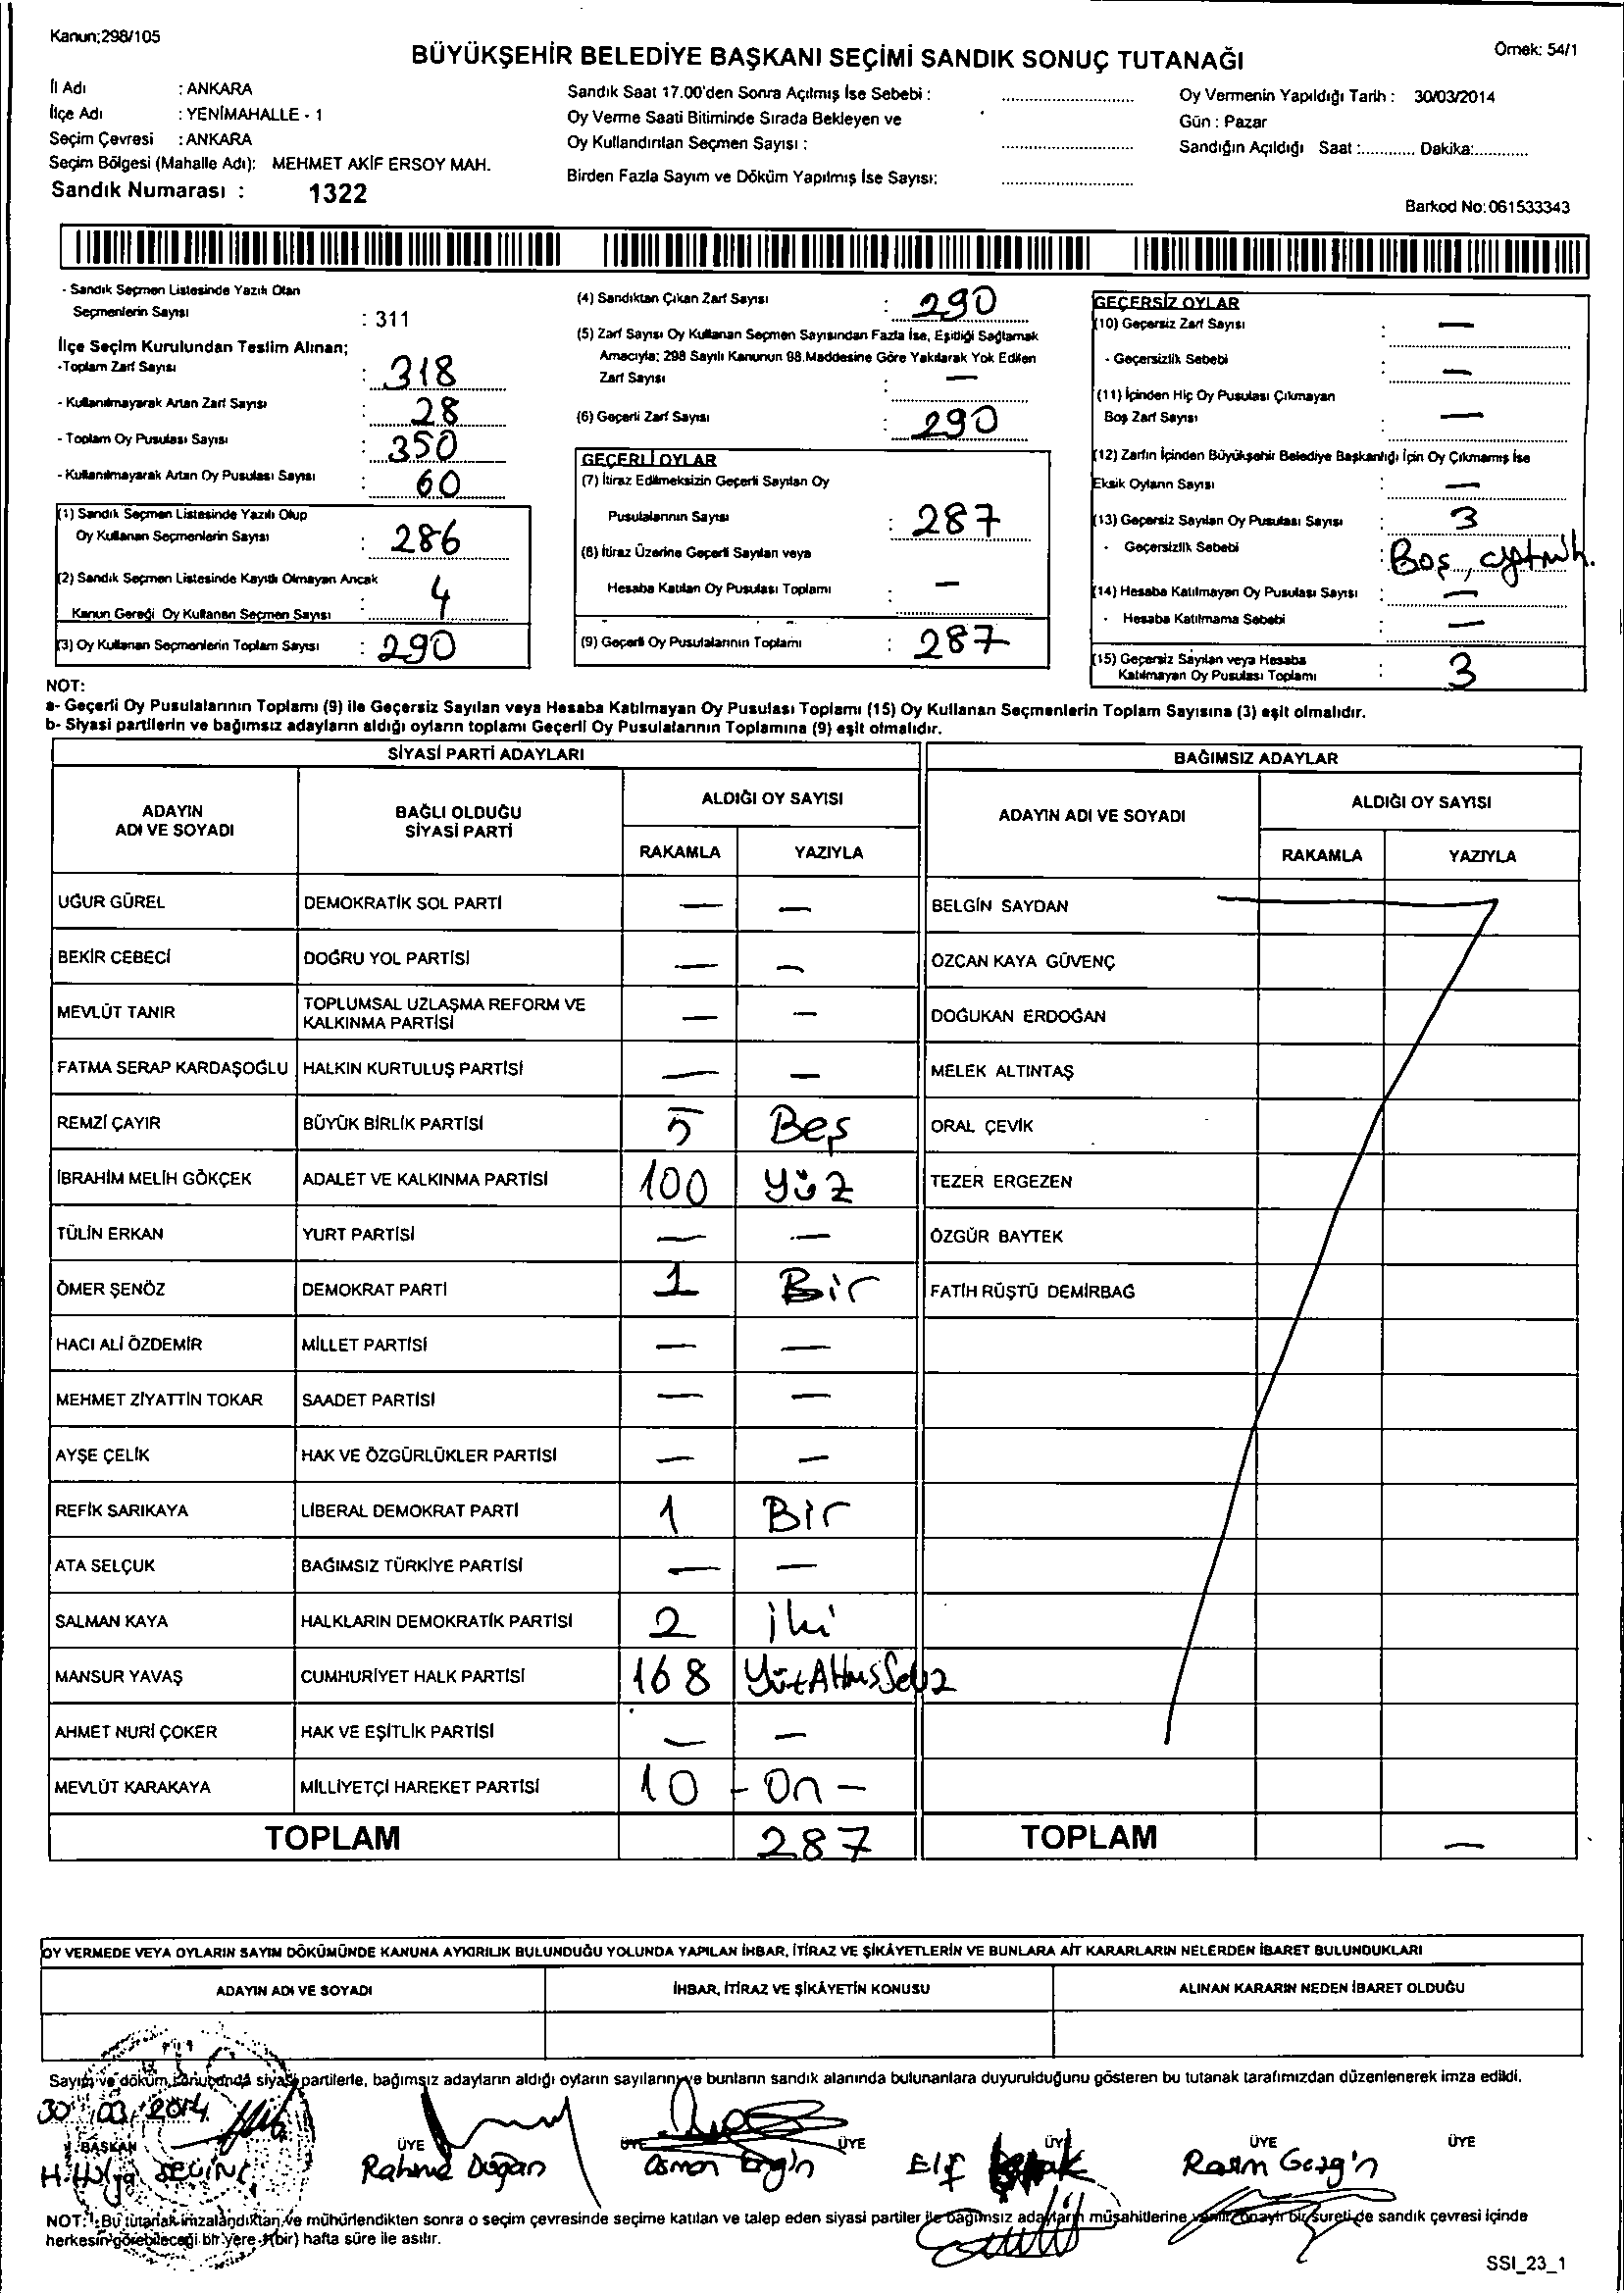 Kanun;298/105
Örnek: 54/1
BÜYÜKŞEHİR BELEDİYE BAŞKANI SEÇİMİ SANDIK SONUÇ TUTANAĞI
İl Adı : ANKARA
İlçe Adı : YENİMAHALLE - 1
Seçim Çevresi : ANKARA
Seçim Bölgesi (Mahalle Adı): MEHMET AKİF ERSOY MAH.
Sandık Numarası : 1322
Sandık Saat 17.00'den Sonra Açılmış İse Sebebi :
Oy Verme Saati Bitiminde Sırada Bekleyen ve
Oy Kullandırılan Seçmen Sayısı :
Birden Fazla Sayım ve Döküm Yapılmış İse Sayısı:
Oy Vermenin Yapıldığı Tarih : 30/03/2014
Gün : Pazar
Sandığın Açıldığı Saat :............ Dakika:............
Barkod No:061533343
- Sandık Seçmen Listesinde Yazılı Olan
Seçmenlerin Sayısı : 311
İlçe Seçim Kurulundan Teslim Alınan;
-Toplam Zarf Sayısı : 318
- Kullanılmayarak Artan Zarf Sayısı : 28
- Toplam Oy Pusulası Sayısı : 350
- Kullanılmayarak Artan Oy Pusulası Sayısı : 60
(1) Sandık Seçmen Listesinde Yazılı Olup
Oy Kullanan Seçmenlerin Sayısı : 286
(2) Sandık Seçmen Listesinde Kayıtlı Olmayan Ancak
Kanun Gereği Oy Kullanan Seçmen Sayısı : 4
(3) Oy Kullanan Seçmenlerin Toplam Sayısı : 290
(4) Sandıktan Çıkan Zarf Sayısı : 290
(5) Zarf Sayısı Oy Kullanan Seçmen Sayısından Fazla İse, Eşitliği Sağlamak
Amacıyla; 298 Sayılı Kanunun 98.Maddesine Göre Yakılarak Yok Edilen
Zarf Sayısı : —
(6) Geçerli Zarf Sayısı : 290
GEÇERLİ OYLAR
(7) İtiraz Edilmeksizin Geçerli Sayılan Oy
Pusulalarının Sayısı : 287
(8) İtiraz Üzerine Geçerli Sayılan veya
Hesaba Katılan Oy Pusulası Toplamı : —
(9) Geçerli Oy Pusulalarının Toplamı : 287
GEÇERSİZ OYLAR
(10) Geçersiz Zarf Sayısı : —
- Geçersizlik Sebebi : —
(11) İçinden Hiç Oy Pusulası Çıkmayan
Boş Zarf Sayısı : —
(12) Zarfın İçinden Büyükşehir Belediye Başkanlığı İçin Oy Çıkmamış İse
Eksik Oyların Sayısı : —
(13) Geçersiz Sayılan Oy Pusulası Sayısı : 3
- Geçersizlik Sebebi : Boş,
(14) Hesaba Katılmayan Oy Pusulası Sayısı : —
- Hesaba Katılmama Sebebi : —
(15) Geçersiz Sayılan veya Hesaba
Katılmayan Oy Pusulası Toplamı : 3
NOT:
a- Geçerli Oy Pusulalarının Toplamı (9) ile Geçersiz Sayılan veya Hesaba Katılmayan Oy Pusulası Toplamı (15) Oy Kullanan Seçmenlerin Toplam Sayısına (3) eşit olmalıdır.
b- Siyasi partilerin ve bağımsız adayların aldığı oyların toplamı Geçerli Oy Pusulalarının Toplamına (9) eşit olmalıdır.
SİYASİ PARTİ ADAYLARI
ADAYIN ADI VE SOYADI BAĞLI OLDUĞU SİYASİ PARTİ ALDIĞI OY SAYISI
RAKAMLA YAZIYLA
UĞUR GÜREL DEMOKRATİK SOL PARTİ — —
BEKİR CEBECİ DOĞRU YOL PARTİSİ — —
MEVLÜT TANIR TOPLUMSAL UZLAŞMA REFORM VE KALKINMA PARTİSİ — —
FATMA SERAP KARDAŞOĞLU HALKIN KURTULUŞ PARTİSİ — —
REMZİ ÇAYIR BÜYÜK BİRLİK PARTİSİ 5 Beş
İBRAHİM MELİH GÖKÇEK ADALET VE KALKINMA PARTİSİ 100 yüz
TÜLİN ERKAN YURT PARTİSİ — —
ÖMER ŞENÖZ DEMOKRAT PARTİ 1 Bir
HACI ALİ ÖZDEMİR MİLLET PARTİSİ — —
MEHMET ZİYATTİN TOKAR SAADET PARTİSİ — —
AYŞE ÇELİK HAK VE ÖZGÜRLÜKLER PARTİSİ — —
REFİK SARIKAYA LİBERAL DEMOKRAT PARTİ 1 Bir
ATA SELÇUK BAĞIMSIZ TÜRKİYE PARTİSİ — —
SALMAN KAYA HALKLARIN DEMOKRATİK PARTİSİ 2 iki
MANSUR YAVAŞ CUMHURİYET HALK PARTİSİ 168 YüzAltmışSekiz
AHMET NURİ ÇOKER HAK VE EŞİTLİK PARTİSİ — —
MEVLÜT KARAKAYA MİLLİYETÇİ HAREKET PARTİSİ 10 - On -
TOPLAM 287
BAĞIMSIZ ADAYLAR
ADAYIN ADI VE SOYADI ALDIĞI OY SAYISI
RAKAMLA YAZIYLA
BELGİN SAYDAN
ÖZCAN KAYA GÜVENÇ
DOĞUKAN ERDOĞAN
MELEK ALTINTAŞ
ORAL ÇEVİK
TEZER ERGEZEN
ÖZGÜR BAYTEK
FATİH RÜŞTÜ DEMİRBAĞ
TOPLAM —
OY VERMEDE VEYA OYLARIN SAYIM DÖKÜMÜNDE KANUNA AYKIRILIK BULUNDUĞU YOLUNDA YAPILAN İHBAR, İTİRAZ VE ŞİKÂYETLERİN VE BUNLARA AİT KARARLARIN NELERDEN İBARET BULUNDUKLARI
ADAYIN ADI VE SOYADI İHBAR, İTİRAZ VE ŞİKÂYETİN KONUSU ALINAN KARARIN NEDEN İBARET OLDUĞU
Sayım ve döküm sonucunda siyasi partilerle, bağımsız adayların aldığı oyların sayılarını ve bunların sandık alanında bulunanlara duyurulduğunu gösteren bu tutanak tarafımızdan düzenlenerek imza edildi.
30/03/2014
BAŞKAN ÜYE ÜYE ÜYE ÜYE ÜYE ÜYE
H. Hülya SEVİNÇ Rahme Doğan Osman Engin Elif Rasim Gezgin
NOT: Bu tutanak imzalandıktan ve mühürlendikten sonra o seçim çevresinde seçime katılan ve talep eden siyasi partiler ile bağımsız adayların müşahitlerine verilir. Onaylı bir sureti de sandık çevresi içinde
herkesin görebileceği bir yere 1(bir) hafta süre ile asılır.
SSI_23_1